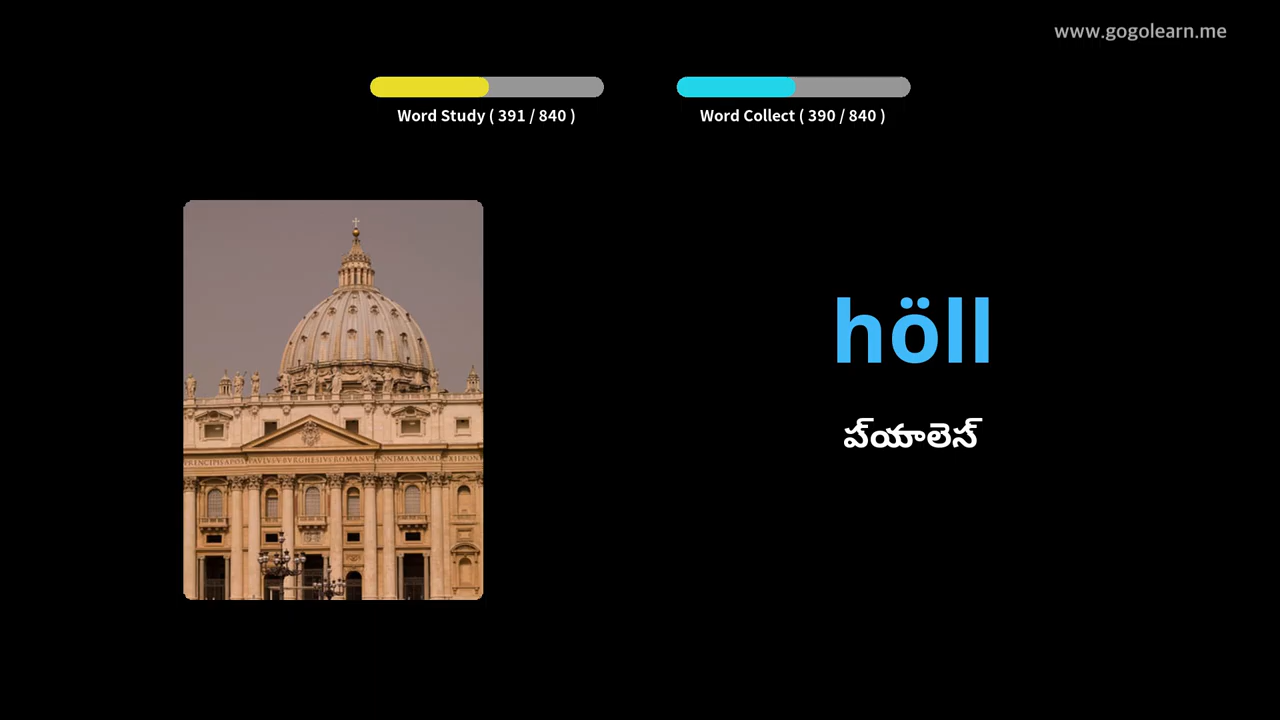 www.gogolearn.me
Word Study ( 391 / 840 )
Word Collect ( 390 / 840 )
höll
ప్‌యాలెస్